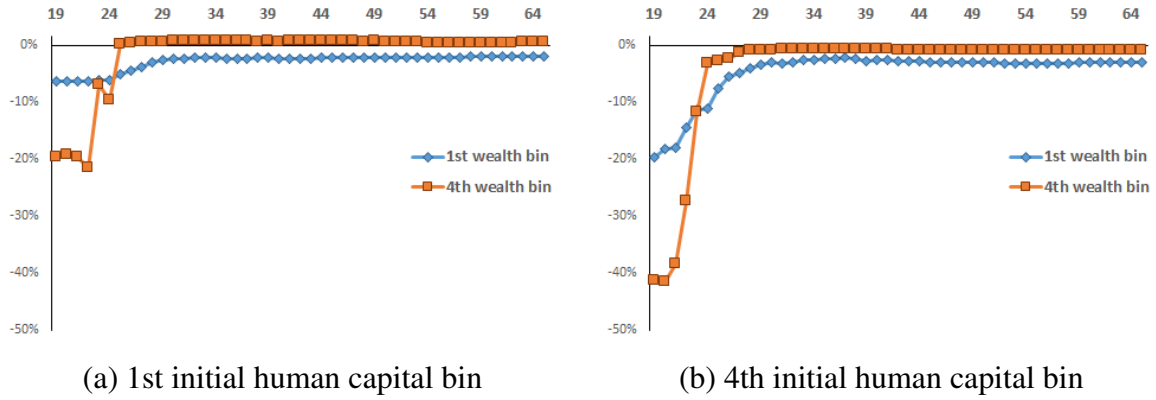 19 24 29 34 39 44 49 54 59 64
0%
-10%
-20%
-30%
-40%
-50%
1st wealth bin
4th wealth bin
(a) 1st initial human capital bin
19 24 29 34 39 44 49 54 59 64
0%
-10%
-20%
-30%
-40%
-50%
1st wealth bin
4th wealth bin
(b) 4th initial human capital bin